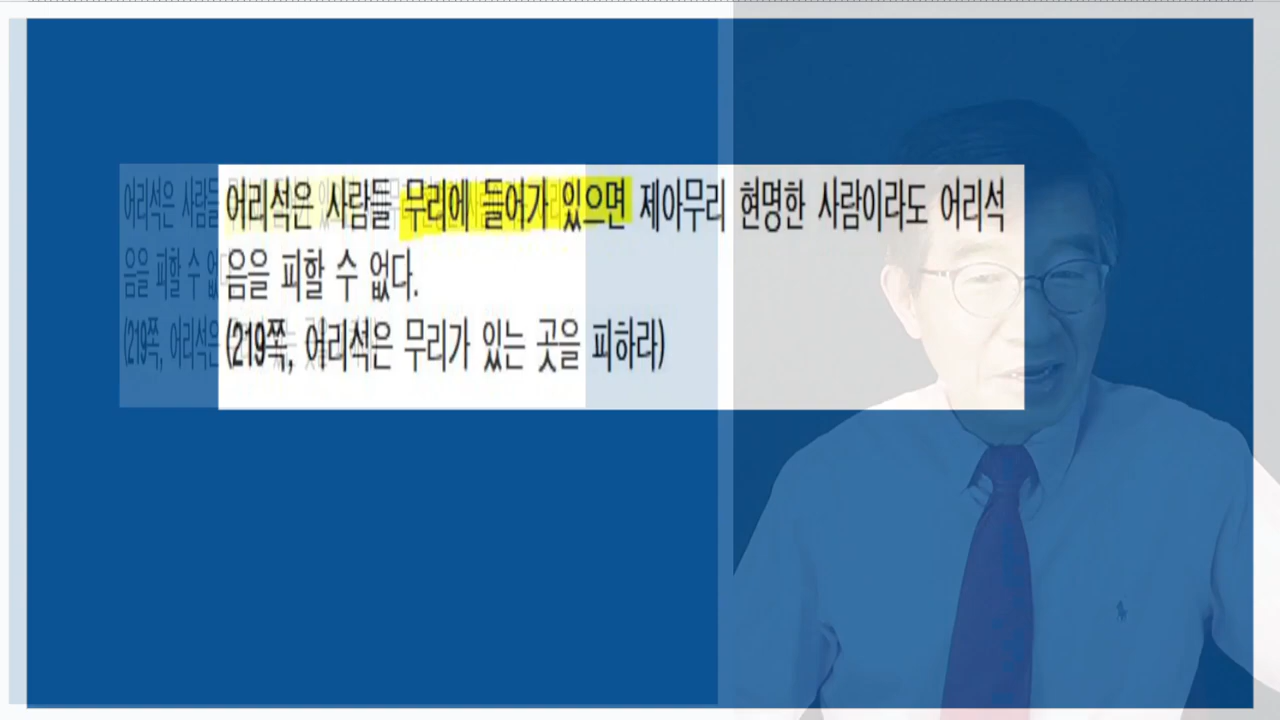 어리석은 사람들 무리에 들어가 있으면 제아무리 현명한 사람이라도 어리석
음을 피할 수 없다.
(219쪽, 어리석은 무리가 있는 곳을 피하라)